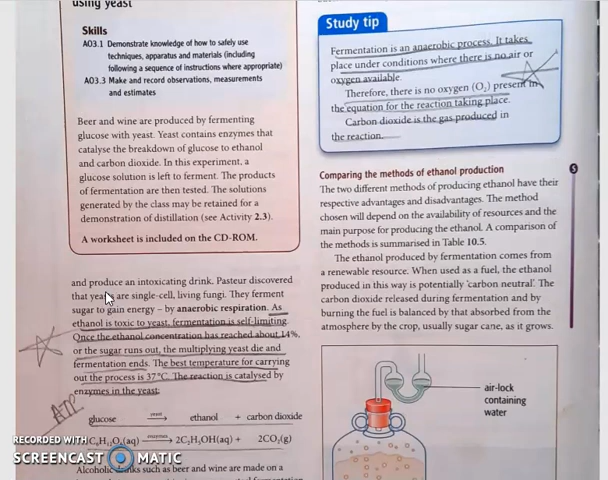 using yeast
Skills
AO3.1 Demonstrate knowledge of how to safely use
techniques, apparatus and materials (including
following a sequence of instructions where appropriate)
AO3.3 Make and record observations, measurements
and estimates
Beer and wine are produced by fermenting
glucose with yeast. Yeast contains enzymes that
catalyse the breakdown of glucose to ethanol
and carbon dioxide. In this experiment, a
glucose solution is left to ferment. The products
of fermentation are then tested. The solutions
generated by the class may be retained for a
demonstration of distillation (see Activity 2.3).
A worksheet is included on the CD-ROM.
and produce an intoxicating drink. Pasteur discovered
that yeasts are single-cell, living fungi. They ferment
sugar to gain energy – by anaerobic respiration. As
ethanol is toxic to yeast, fermentation is self-limiting.
Once the ethanol concentration has reached about 14%,
or the sugar runs out, the multiplying yeast die and
fermentation ends. The best temperature for carrying
out the process is 37°C. The reaction is catalysed by
enzymes in the yeast.
glucose yeast ethanol + carbon dioxide
C₆H₁₂O₆(aq) enzymes 2C₂H₅OH(aq) + 2CO₂(g)
Alcoholic drinks such as beer and wine are made on a
Study tip
Fermentation is an anaerobic process. It takes
place under conditions where there is no air or
oxygen available.
Therefore, there is no oxygen (O₂) present in
the equation for the reaction taking place.
Carbon dioxide is the gas produced in
the reaction.
Comparing the methods of ethanol production
The two different methods of producing ethanol have their
respective advantages and disadvantages. The method
chosen will depend on the availability of resources and the
main purpose for producing the ethanol. A comparison of
the methods is summarised in Table 10.5.
The ethanol produced by fermentation comes from
a renewable resource. When used as a fuel, the ethanol
produced in this way is potentially 'carbon neutral'. The
carbon dioxide released during fermentation and by
burning the fuel is balanced by that absorbed from the
atmosphere by the crop, usually sugar cane, as it grows.
S
air-lock
containing
water
RECORDED WITH
SCREENCAST MATIC